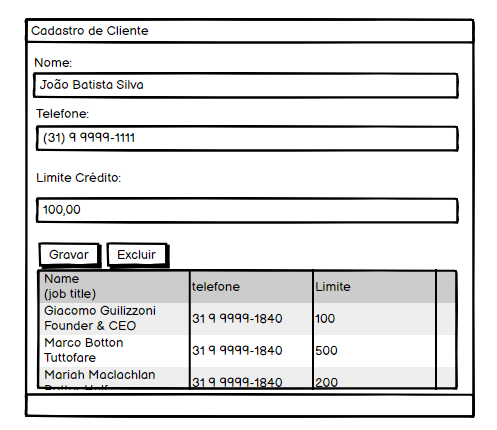 Cadastro de Cliente
Nome:
João Batista Silva
Telefone:
(31) 9 9999-1111
Limite Crédito:
100,00
Gravar Excluir
Name
(job title) telefone Limite
Giacomo Guilizzoni
Founder & CEO 31 9 9999-1840 100
Marco Botton
Tuttofare 31 9 9999-1840 500
Mariah Maclachlan
31 9 9999-1840 200